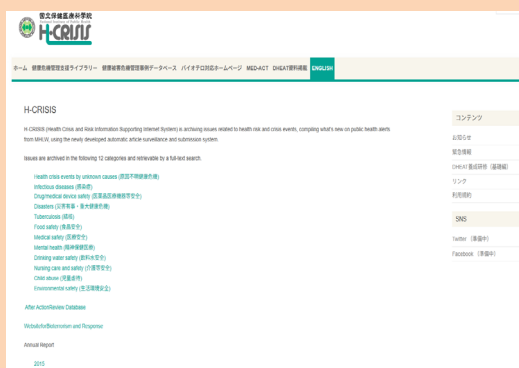 国立保健医療科学院
H-CRISIS
ホーム 健康危機管理支援ライブラリー 健康被害危機管理事例データベース バイオテロ対応ホームページ MED-ACT DHEAT資料掲載 ENGLISH
H-CRISIS
H-CRISIS (Health Crisis and Risk Information Supporting Internet System) is archiving issues related to health risk and crisis events, compiling what's new on public health alerts
from MHLW, using the newly developed automatic article surveillance and submission system.
Issues are archived in the following 12 categories and retrievable by a full-text search.
Health crisis events by unknown causes (原因不明健康危機)
Infectious diseases (感染症)
Drug/medical device safety (医薬品医療機器等安全)
Disasters (災害有事・重大健康危機)
Tuberculosis (結核)
Food safety (食品安全)
Medical safety (医療安全)
Mental health (精神保健医療)
Drinking water safety (飲料水安全)
Nursing care and safety (介護等安全)
Child abuse (児童虐待)
Environmental safety (生活環境安全)
After ActionReview Database
WebsiteforBioterrorism and Response
Annual Report
2015
コンテンツ
お知らせ
緊急情報
DHEAT養成研修（基礎編）
リンク
利用規約
SNS
Twitter （準備中）
Facebook （準備中）